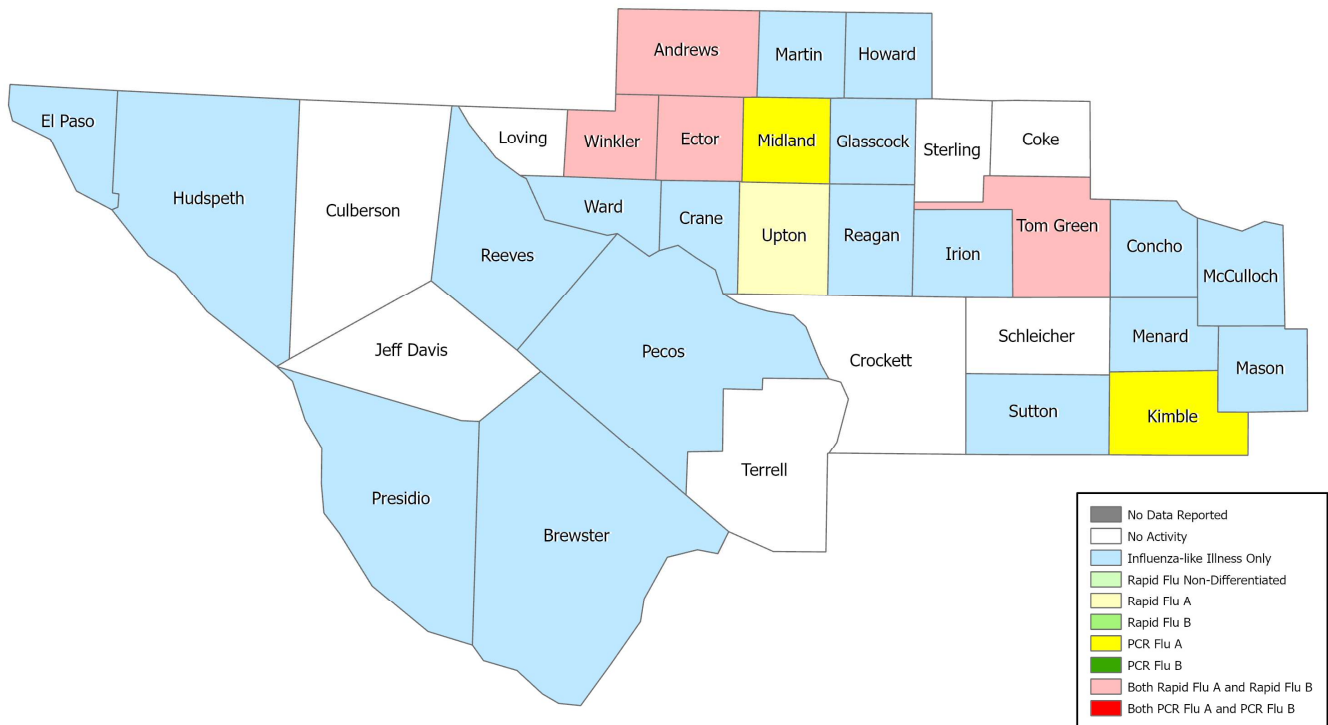 Andrews
Martin
Howard
El Paso
Hudspeth
Culberson
Loving
Winkler
Ector
Midland
Glasscock
Sterling
Coke
Reeves
Ward
Crane
Upton
Reagan
Irion
Tom Green
Concho
McCulloch
Jeff Davis
Pecos
Crockett
Schleicher
Menard
Mason
Sutton
Kimble
Terrell
Presidio
Brewster
No Data Reported
No Activity
Influenza-like Illness Only
Rapid Flu Non-Differentiated
Rapid Flu A
Rapid Flu B
PCR Flu A
PCR Flu B
Both Rapid Flu A and Rapid Flu B
Both PCR Flu A and PCR Flu B